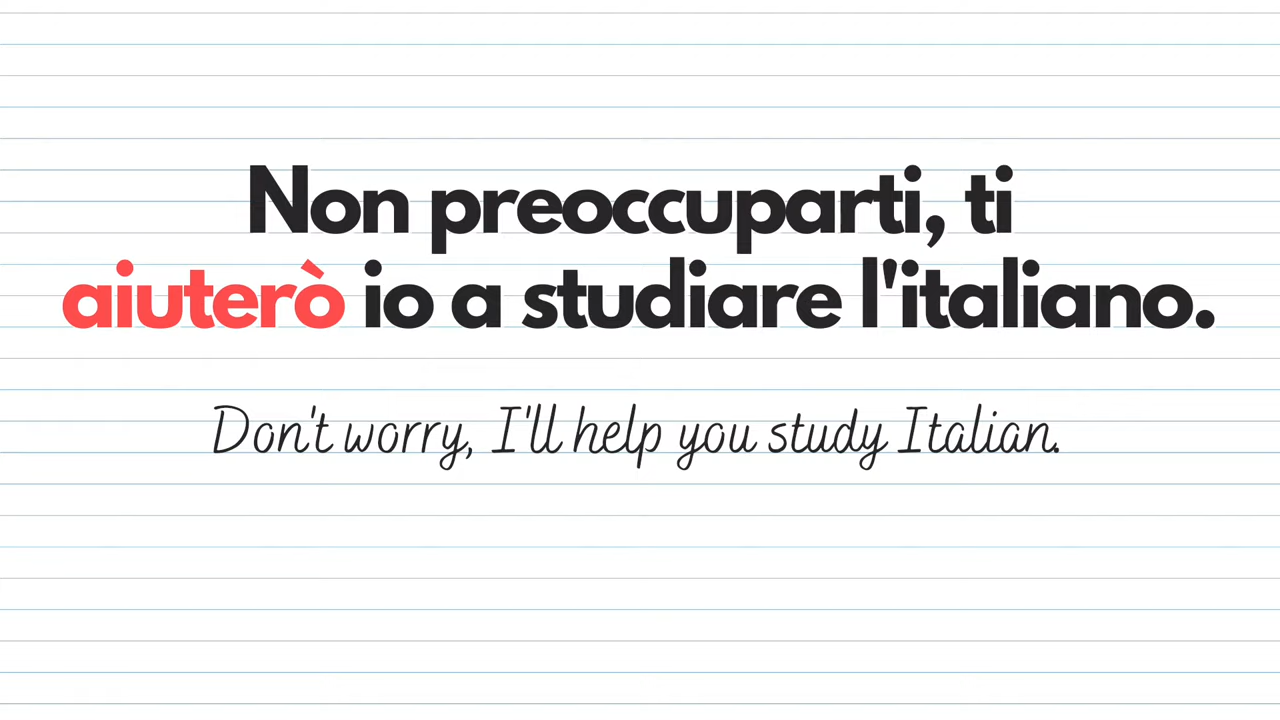 Non preoccuparti, ti
aiuterò io a studiare l'italiano.
Don't worry, I'll help you study Italian.